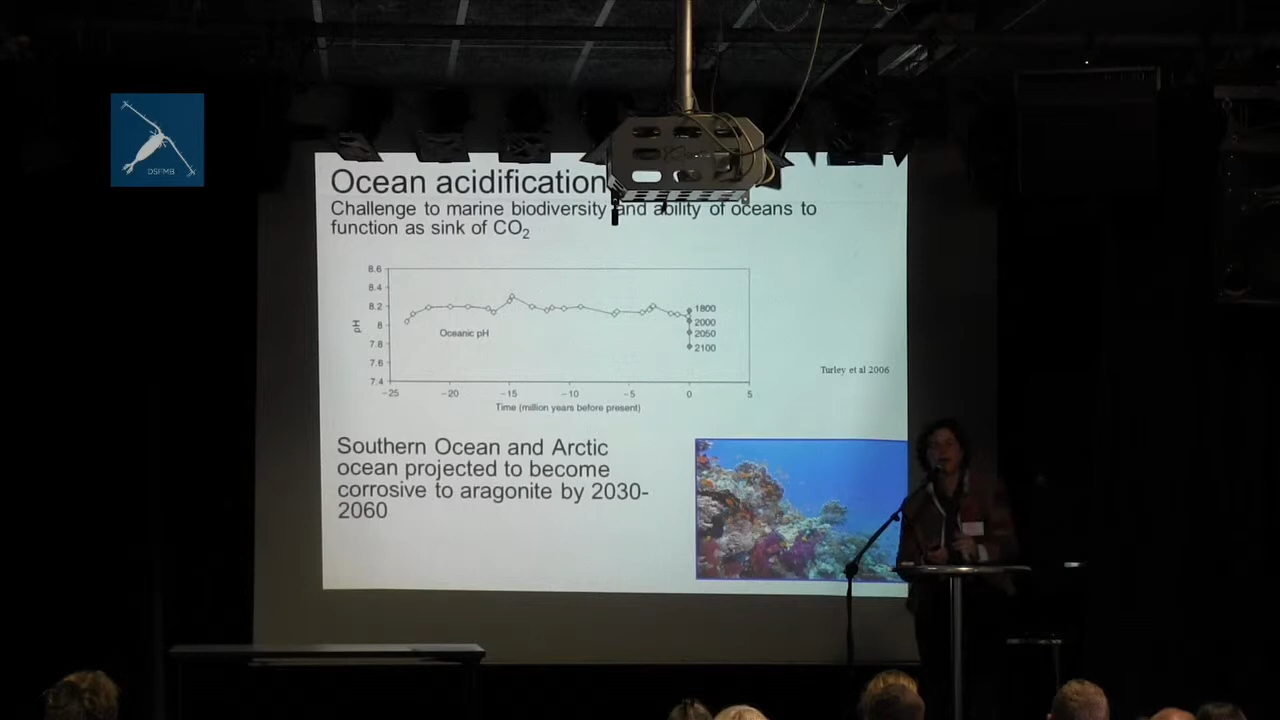 DSFMB
Ocean acidification
Challenge to marine biodiversity and ability of oceans to
function as sink of CO₂
8.6
8.4
8.2
8
7.8
7.6
7.4
pH
Oceanic pH
1800
2000
2050
2100
−25
−20
−15
−10
−5
0
5
Time (million years before present)
Turley et al 2006
Southern Ocean and Arctic
ocean projected to become
corrosive to aragonite by 2030-
2060